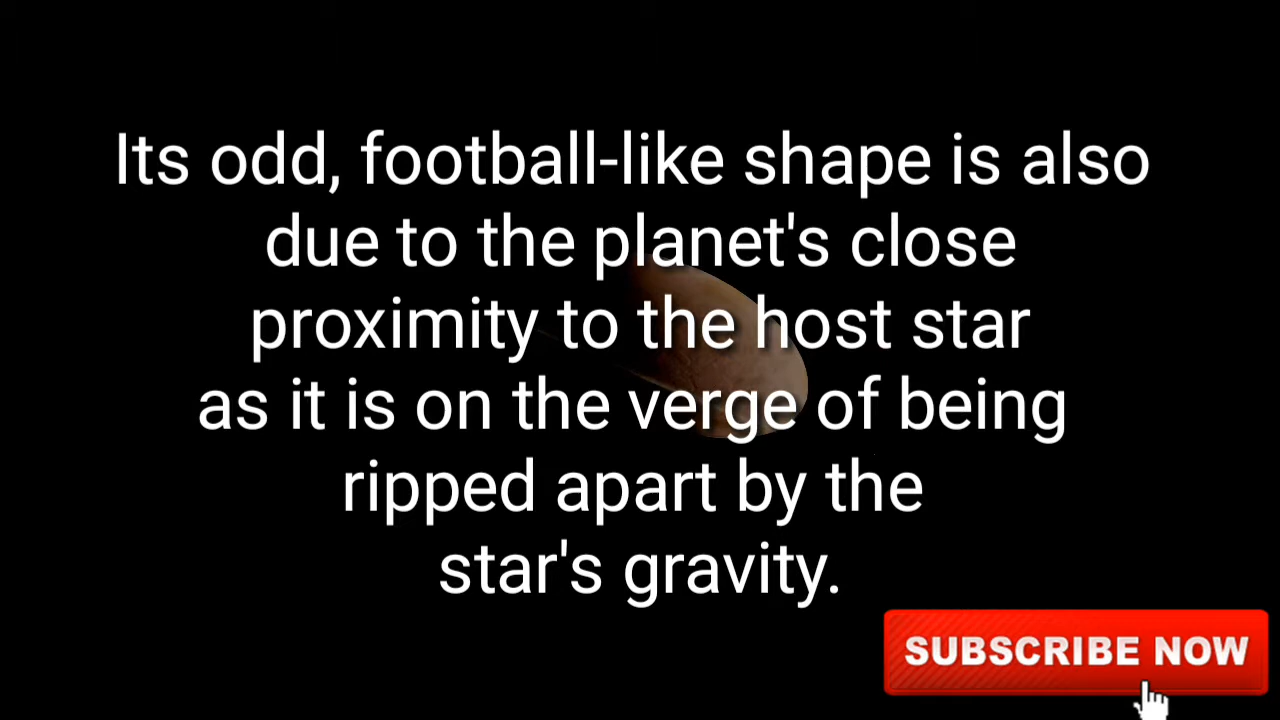 Its odd, football-like shape is also
due to the planet's close
proximity to the host star
as it is on the verge of being
ripped apart by the
star's gravity.
SUBSCRIBE NOW